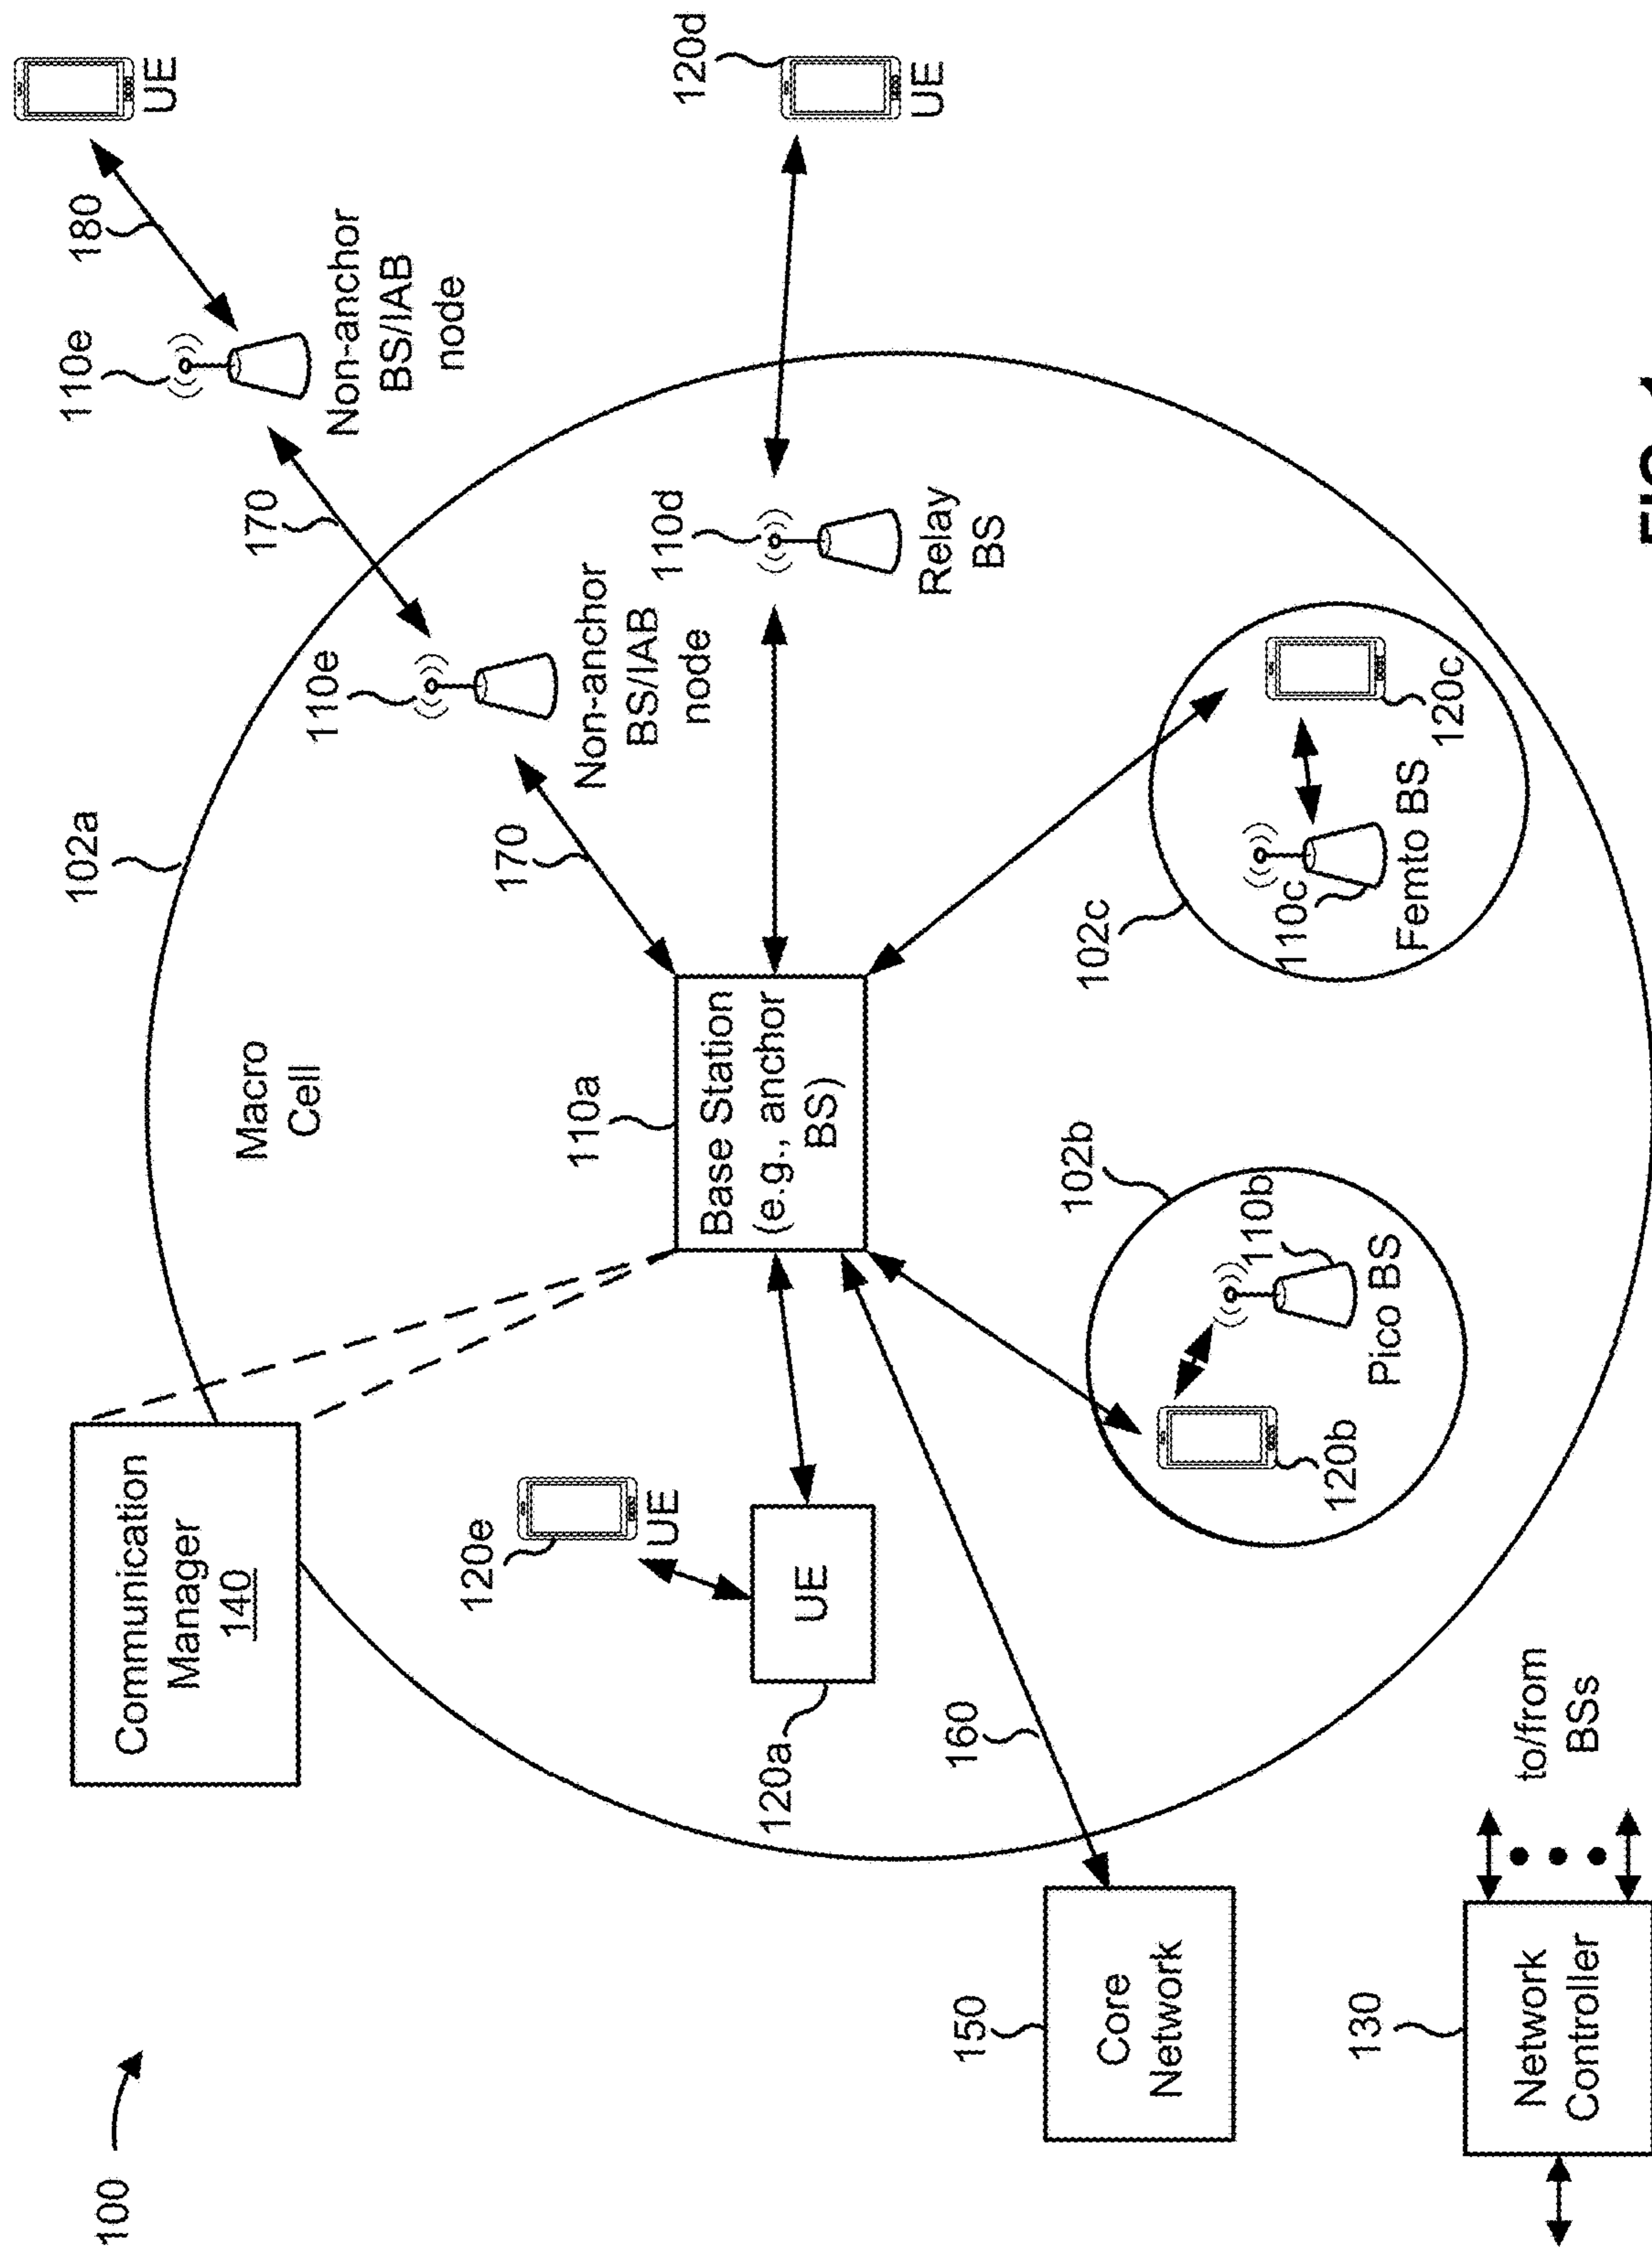 100
Communication
Manager
140
102a
Macro
Cell
110e
Non-anchor
BS/IAB
node
180
UE
170
110e
Non-anchor
BS/IAB
node
170
120d
UE
110d
Relay
BS
110a
Base Station
(e.g., anchor
BS)
120e
UE
UE
120a
160
150
Core
Network
102b
110b
Pico BS
120b
102c
110c
Femto BS
120c
130
Network
Controller
to/from
BSs